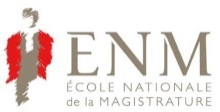 ENM
ÉCOLE NATIONALE
de la MAGISTRATURE